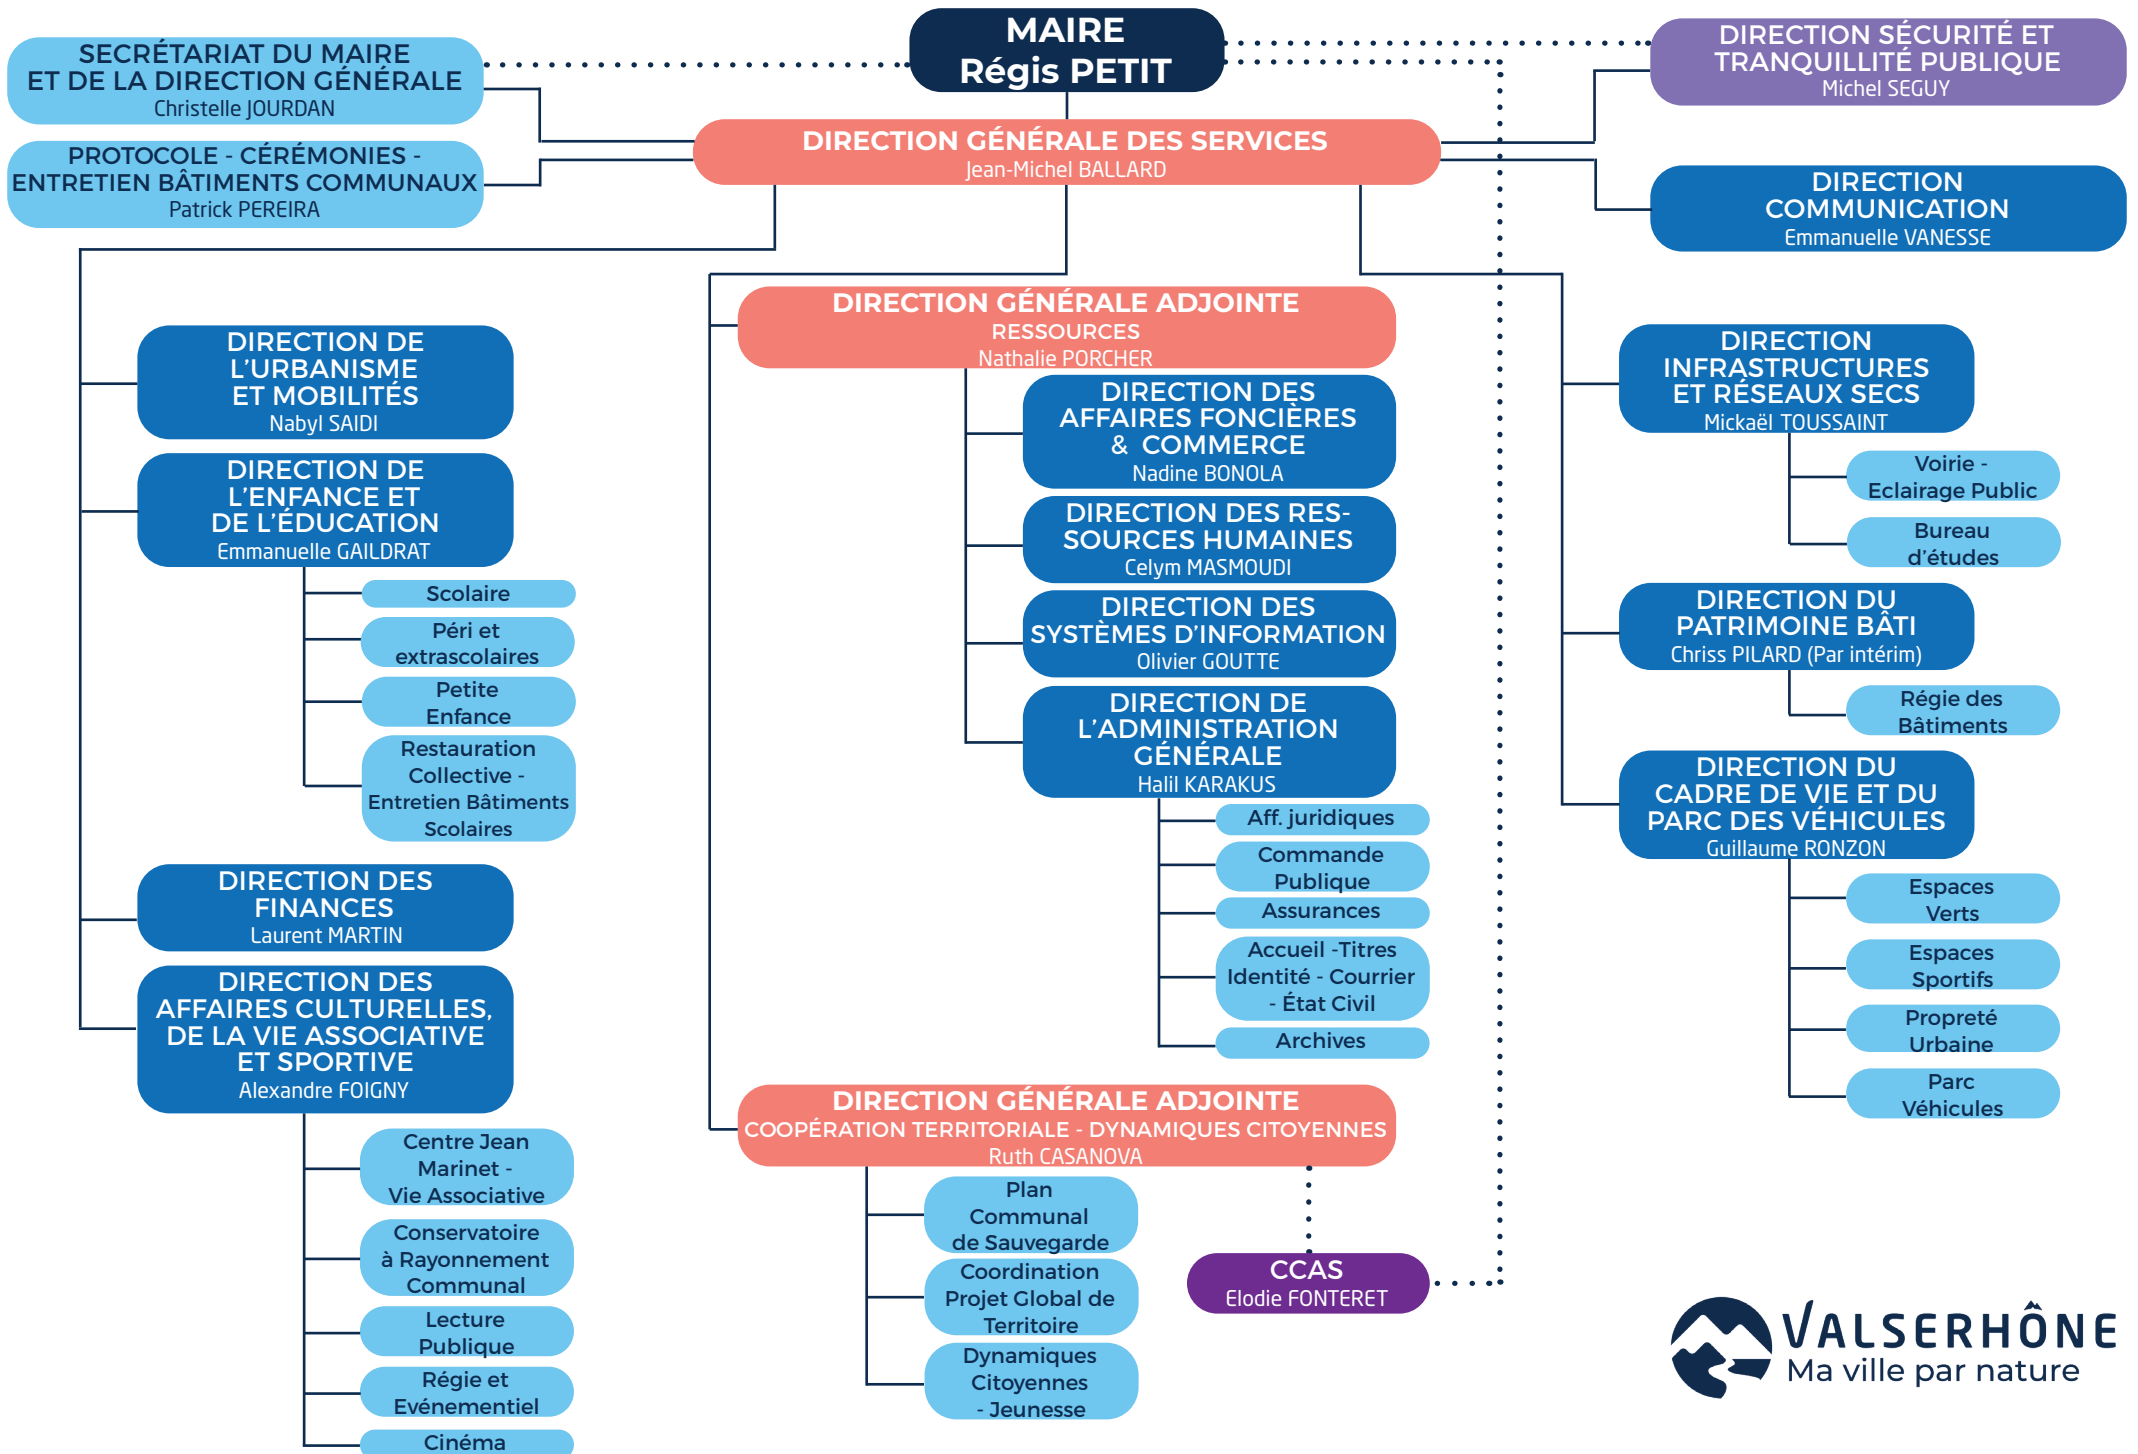 MAIRE
Régis PETIT
SECRÉTARIAT DU MAIRE
ET DE LA DIRECTION GÉNÉRALE
Christelle JOURDAN
PROTOCOLE - CÉRÉMONIES -
ENTRETIEN BÂTIMENTS COMMUNAUX
Patrick PEREIRA
DIRECTION GÉNÉRALE DES SERVICES
Jean-Michel BALLARD
DIRECTION SÉCURITÉ ET
TRANQUILLITÉ PUBLIQUE
Michel SEGUY
DIRECTION
COMMUNICATION
Emmanuelle VANESSE
DIRECTION DE
L'URBANISME
ET MOBILITÉS
Nabyl SAIDI
DIRECTION DE
L'ENFANCE ET
DE L'ÉDUCATION
Emmanuelle GAILDRAT
Scolaire
Péri et
extrascolaires
Petite
Enfance
Restauration
Collective -
Entretien Bâtiments
Scolaires
DIRECTION DES
FINANCES
Laurent MARTIN
DIRECTION DES
AFFAIRES CULTURELLES,
DE LA VIE ASSOCIATIVE
ET SPORTIVE
Alexandre FOIGNY
Centre Jean
Marinet -
Vie Associative
Conservatoire
à Rayonnement
Communal
Lecture
Publique
Régie et
Evénementiel
Cinéma
DIRECTION GÉNÉRALE ADJOINTE
RESSOURCES
Nathalie PORCHER
DIRECTION DES
AFFAIRES FONCIÈRES
& COMMERCE
Nadine BONOLA
DIRECTION DES RES-
SOURCES HUMAINES
Celym MASMOUDI
DIRECTION DES
SYSTÈMES D'INFORMATION
Olivier GOUTTE
DIRECTION DE
L'ADMINISTRATION
GÉNÉRALE
Halil KARAKUS
Aff. juridiques
Commande
Publique
Assurances
Accueil -Titres
Identité - Courrier
- État Civil
Archives
DIRECTION GÉNÉRALE ADJOINTE
COOPÉRATION TERRITORIALE - DYNAMIQUES CITOYENNES
Ruth CASANOVA
Plan
Communal
de Sauvegarde
Coordination
Projet Global de
Territoire
Dynamiques
Citoyennes
- Jeunesse
CCAS
Elodie FONTERET
DIRECTION
INFRASTRUCTURES
ET RÉSEAUX SECS
Mickaël TOUSSAINT
Voirie -
Eclairage Public
Bureau
d'études
DIRECTION DU
PATRIMOINE BÂTI
Chriss PILARD (Par intérim)
Régie des
Bâtiments
DIRECTION DU
CADRE DE VIE ET DU
PARC DES VÉHICULES
Guillaume RONZON
Espaces
Verts
Espaces
Sportifs
Propreté
Urbaine
Parc
Véhicules
VALSERHÔNE
Ma ville par nature